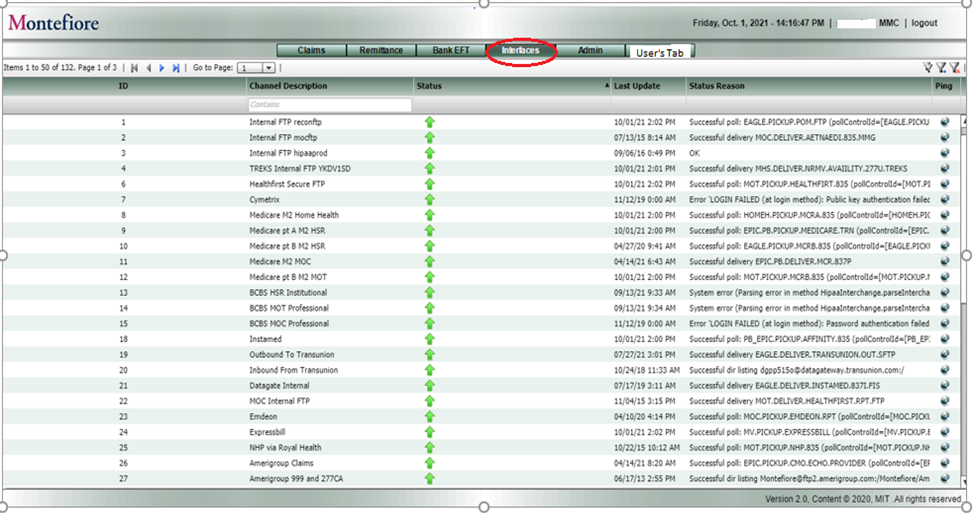 Montefiore
Friday, Oct. 1, 2021 - 14:16:47 PM | MMC | logout
Claims Remittance Bank EFT Interfaces Admin User's Tab
Items 1 to 50 of 132. Page 1 of 3 | Go to Page: 1 |
ID Channel Description Status Last Update Status Reason Ping
Contains
1 Internal FTP reconftp 10/01/21 2:02 PM Successful poll: EAGLE.PICKUP.POM.FTP (pollControlId=[EAGLE.PICKU
2 Internal FTP mocftp 07/13/15 8:14 AM Successful delivery MOC.DELIVER.AETNAEDI.835.MMG
3 Internal FTP hipaaprod 09/06/16 0:49 PM OK
4 TREKS Internal FTP YKDV1SD 10/01/21 2:01 PM Successful delivery MHS.DELIVER.NRMV.AVAIILITY.277U.TREKS
6 Healthfirst Secure FTP 10/01/21 2:02 PM Successful poll: MOT.PICKUP.HEALTHFIRT.835 (pollControlId=[MOT.PI
7 Cymetrix 11/12/19 0:00 AM Error 'LOGIN FAILED (at login method): Public key authentication failed
8 Medicare M2 Home Health 10/01/21 2:00 PM Successful poll: HOMEH.PICKUP.MCRA.835 (pollControlId=[HOMEH.PIC
9 Medicare pt A M2 HSR 10/01/21 2:00 PM Successful poll: EPIC.PB.PICKUP.MEDICARE.TRN (pollControlId=[EPIC.
10 Medicare pt B M2 HSR 04/27/20 9:41 AM Successful poll: EAGLE.PICKUP.MCRB.835 (pollControlId=[EAGLE.PICKU
11 Medicare M2 MOC 04/14/21 6:43 AM Successful delivery EPIC.PB.DELIVER.MCR.837P
12 Medicare pt B M2 MOT 10/01/21 2:00 PM Successful poll: MOT.PICKUP.MCRB.835 (pollControlId=[MOT.PICKUP.M
13 BCBS HSR Institutional 09/13/21 9:33 AM System error (Parsing error in method HipaaInterchange.parseIntercha
14 BCBS MOT Professional 09/13/21 9:34 AM System error (Parsing error in method HipaaInterchange.parseIntercha
15 BCBS MOC Professional 11/12/19 0:00 AM Error 'LOGIN FAILED (at login method): Password authentication failed
18 Instamed 10/01/21 2:00 PM Successful poll: PB_EPIC.PICKUP.AFFINITY.835 (pollControlId=[PB_EPIC
19 Outbound To Transunion 07/27/21 3:01 PM Successful delivery EAGLE.DELIVER.TRANSUNION.OUT.SFTP
20 Inbound From Transunion 10/24/18 11:33 AM Successful dir listing dgpp515o@datagateway.transunion.com:/
21 Datagate Internal 07/17/19 3:11 AM Successful delivery EAGLE.DELIVER.INSTAMED.837I.FIS
22 MOC Internal FTP 11/04/15 3:15 PM Successful delivery MOT.DELIVER.HEALTHFIRST.RPT.FTP
23 Emdeon 04/10/20 4:14 PM Successful poll: MOC.PICKUP.EMDEON.RPT (pollControlId=[MOC.PICKI
24 Expressbill 10/01/21 2:02 PM Successful poll: MV.PICKUP.EXPRESSBILL (pollControlId=[MV.PICKUP.E
25 NHP via Royal Health 10/22/15 10:12 AM Successful poll: MOT.PICKUP.NHP.835 (pollControlId=[MOT.PICKUP.NH
26 Amerigroup Claims 04/14/21 8:20 AM Successful poll: EPIC.PICKUP.CMO.ECHO.PROVIDER (pollControlId=[EF
27 Amerigroup 999 and 277CA 06/17/13 2:55 PM Successful dir listing Montefiore@ftp2.amerigroup.com:/Montefiore/Am
Version 2.0, Content © 2020, MIT .All rights reserved.